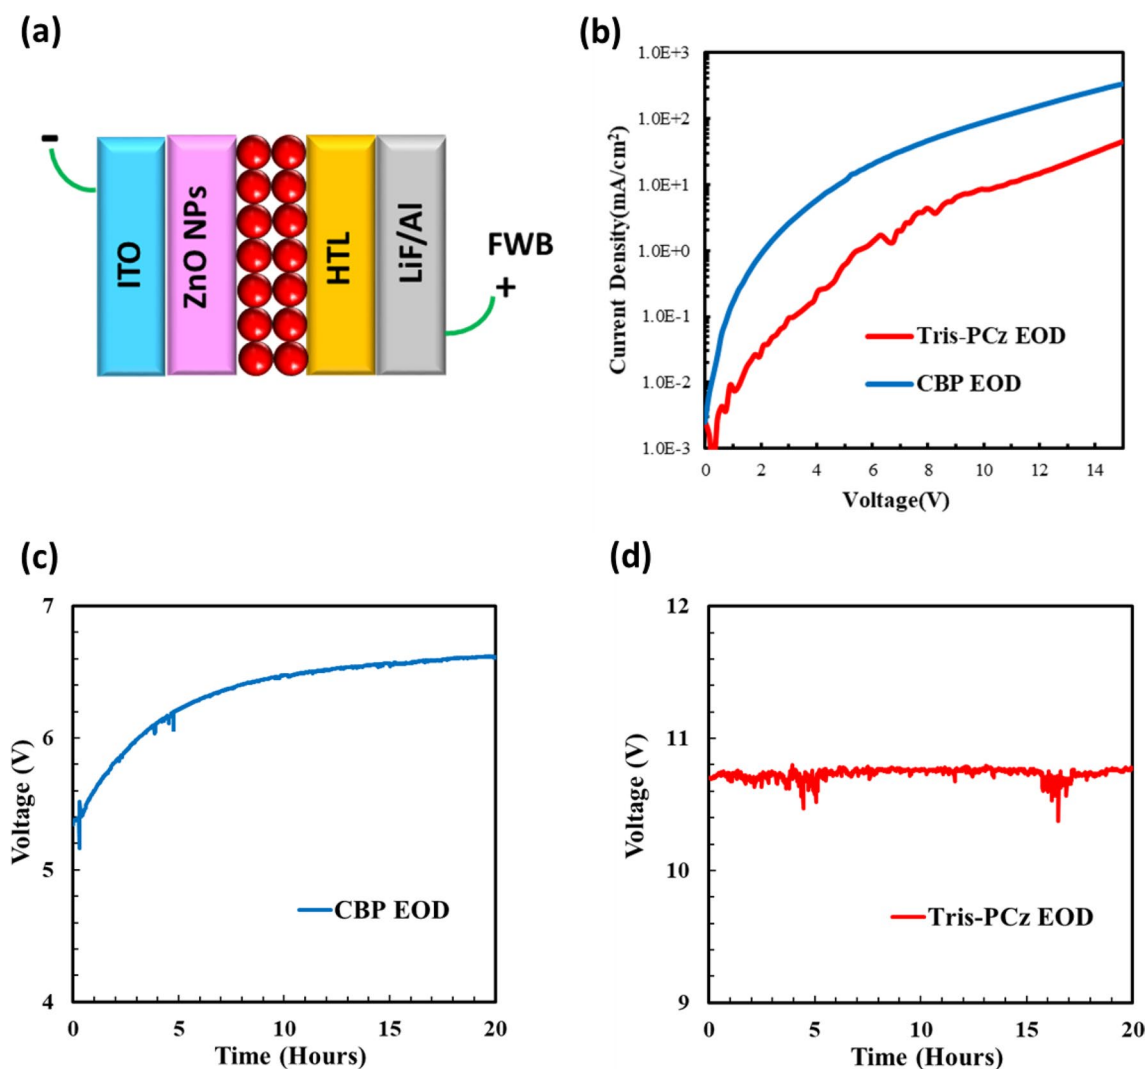 (a)
-
ITO
ZnO NPs
HTL
LiF/Al
FWB
+
(b)
Current Density(mA/cm²)
1.0E+3
1.0E+2
1.0E+1
1.0E+0
1.0E-1
1.0E-2
1.0E-3
Tris-PCz EOD
CBP EOD
0 2 4 6 8 10 12 14
Voltage(V)
(c)
Voltage (V)
7
6
5
4
CBP EOD
0 5 10 15 20
Time (Hours)
(d)
Voltage (V)
12
11
10
9
Tris-PCz EOD
0 5 10 15 20
Time (Hours)